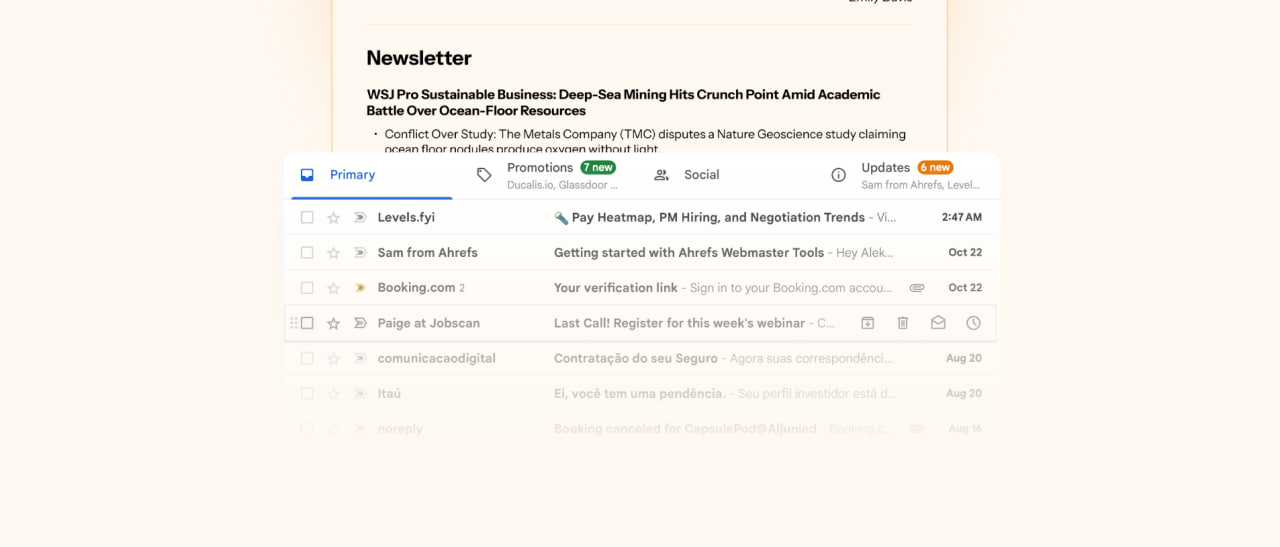 Emily Davis
Newsletter
WSJ Pro Sustainable Business: Deep-Sea Mining Hits Crunch Point Amid Academic
Battle Over Ocean-Floor Resources
• Conflict Over Study: The Metals Company (TMC) disputes a Nature Geoscience study claiming
ocean floor nodules produce oxygen without light.
Primary
Promotions 7 new
Ducalis.io, Glassdoor ...
Social
Updates 6 new
Sam from Ahrefs, Level...
Levels.fyi 🔦 Pay Heatmap, PM Hiring, and Negotiation Trends - Vi... 2:47 AM
Sam from Ahrefs Getting started with Ahrefs Webmaster Tools - Hey Alek... Oct 22
Booking.com 2 Your verification link - Sign in to your Booking.com accou... Oct 22
Paige at Jobscan Last Call! Register for this week's webinar - C...
comunicacaodigital Contratação do seu Seguro - Agora suas correspondênci... Aug 20
Itaú Ei, você tem uma pendência. - Seu perfil investidor está d... Aug 20
noreply Booking canceled for CapsulePod@Aljunied - Booking.c... Aug 16